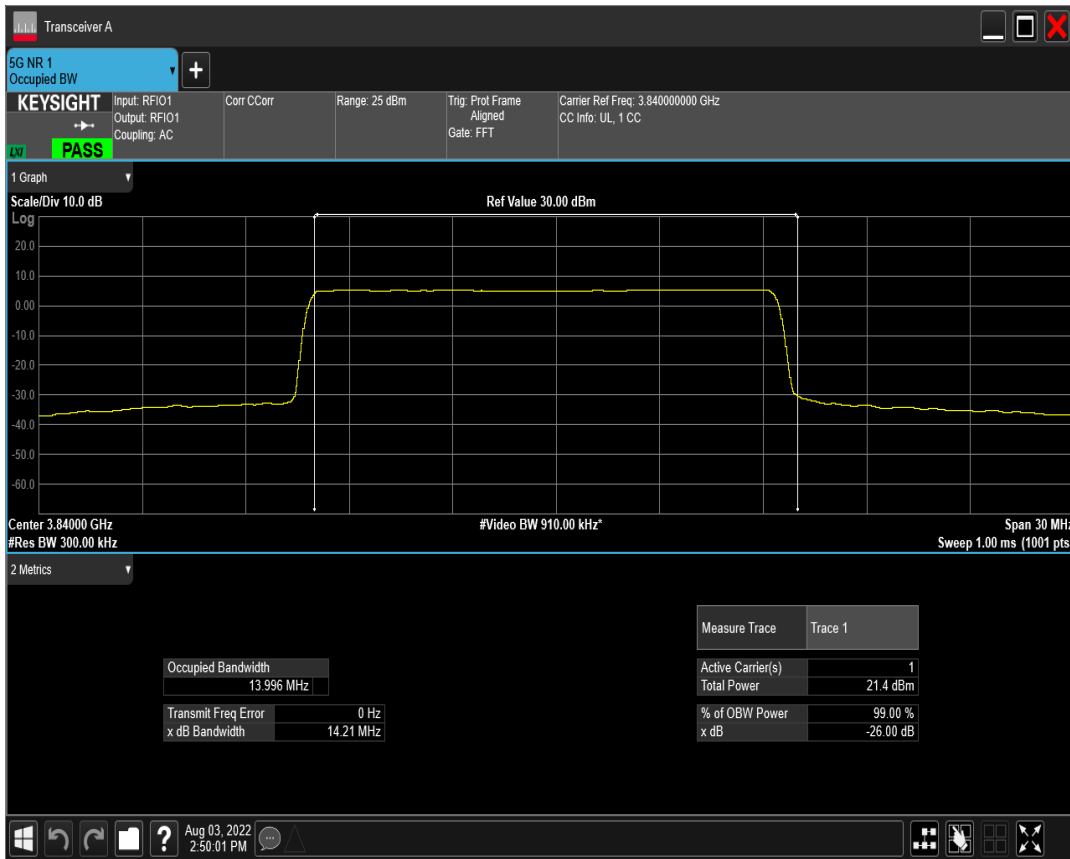 Transceiver A
5G NR 1
Occupied BW
KEYSIGHT
LXI
PASS
Input: RFIO1
Output: RFIO1
Coupling: AC
Corr CCorr
Range: 25 dBm
Trig: Prot Frame
Aligned
Gate: FFT
Carrier Ref Freq: 3.840000000 GHz
CC Info: UL, 1 CC
1 Graph
Scale/Div 10.0 dB
Ref Value 30.00 dBm
Log
20.0
10.0
0.00
-10.0
-20.0
-30.0
-40.0
-50.0
-60.0
Center 3.84000 GHz
#Video BW 910.00 kHz*
Span 30 MHz
#Res BW 300.00 kHz
Sweep 1.00 ms (1001 pts
2 Metrics
Measure Trace Trace 1
Occupied Bandwidth
13.996 MHz
Active Carrier(s) 1
Total Power 21.4 dBm
Transmit Freq Error 0 Hz
x dB Bandwidth 14.21 MHz
% of OBW Power 99.00 %
x dB -26.00 dB
?
Aug 03, 2022
2:50:01 PM